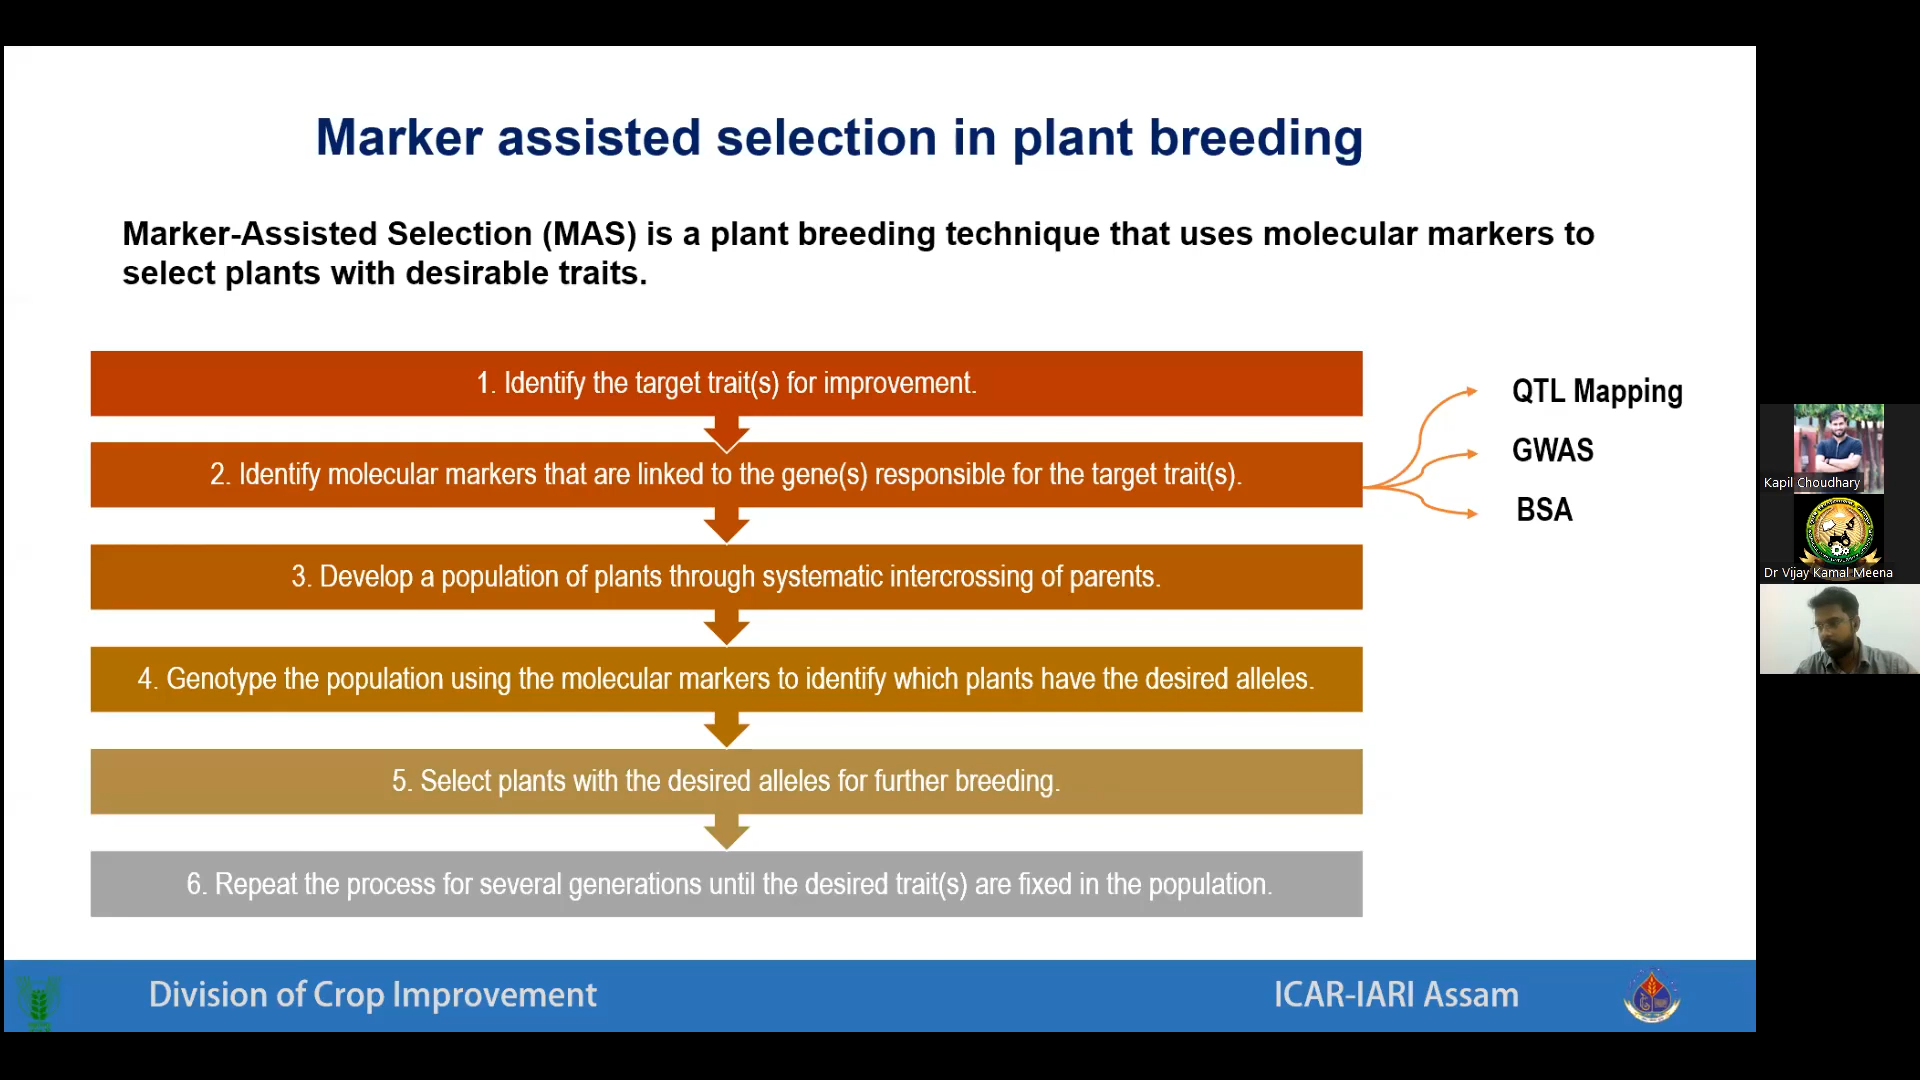 Marker assisted selection in plant breeding
Marker-Assisted Selection (MAS) is a plant breeding technique that uses molecular markers to
select plants with desirable traits.
1. Identify the target trait(s) for improvement.
2. Identify molecular markers that are linked to the gene(s) responsible for the target trait(s).
3. Develop a population of plants through systematic intercrossing of parents.
4. Genotype the population using the molecular markers to identify which plants have the desired alleles.
5. Select plants with the desired alleles for further breeding.
6. Repeat the process for several generations until the desired trait(s) are fixed in the population.
QTL Mapping
GWAS
BSA
Kapil Choudhary
Dr Vijay Kamal Meena
Division of Crop Improvement
ICAR-IARI Assam